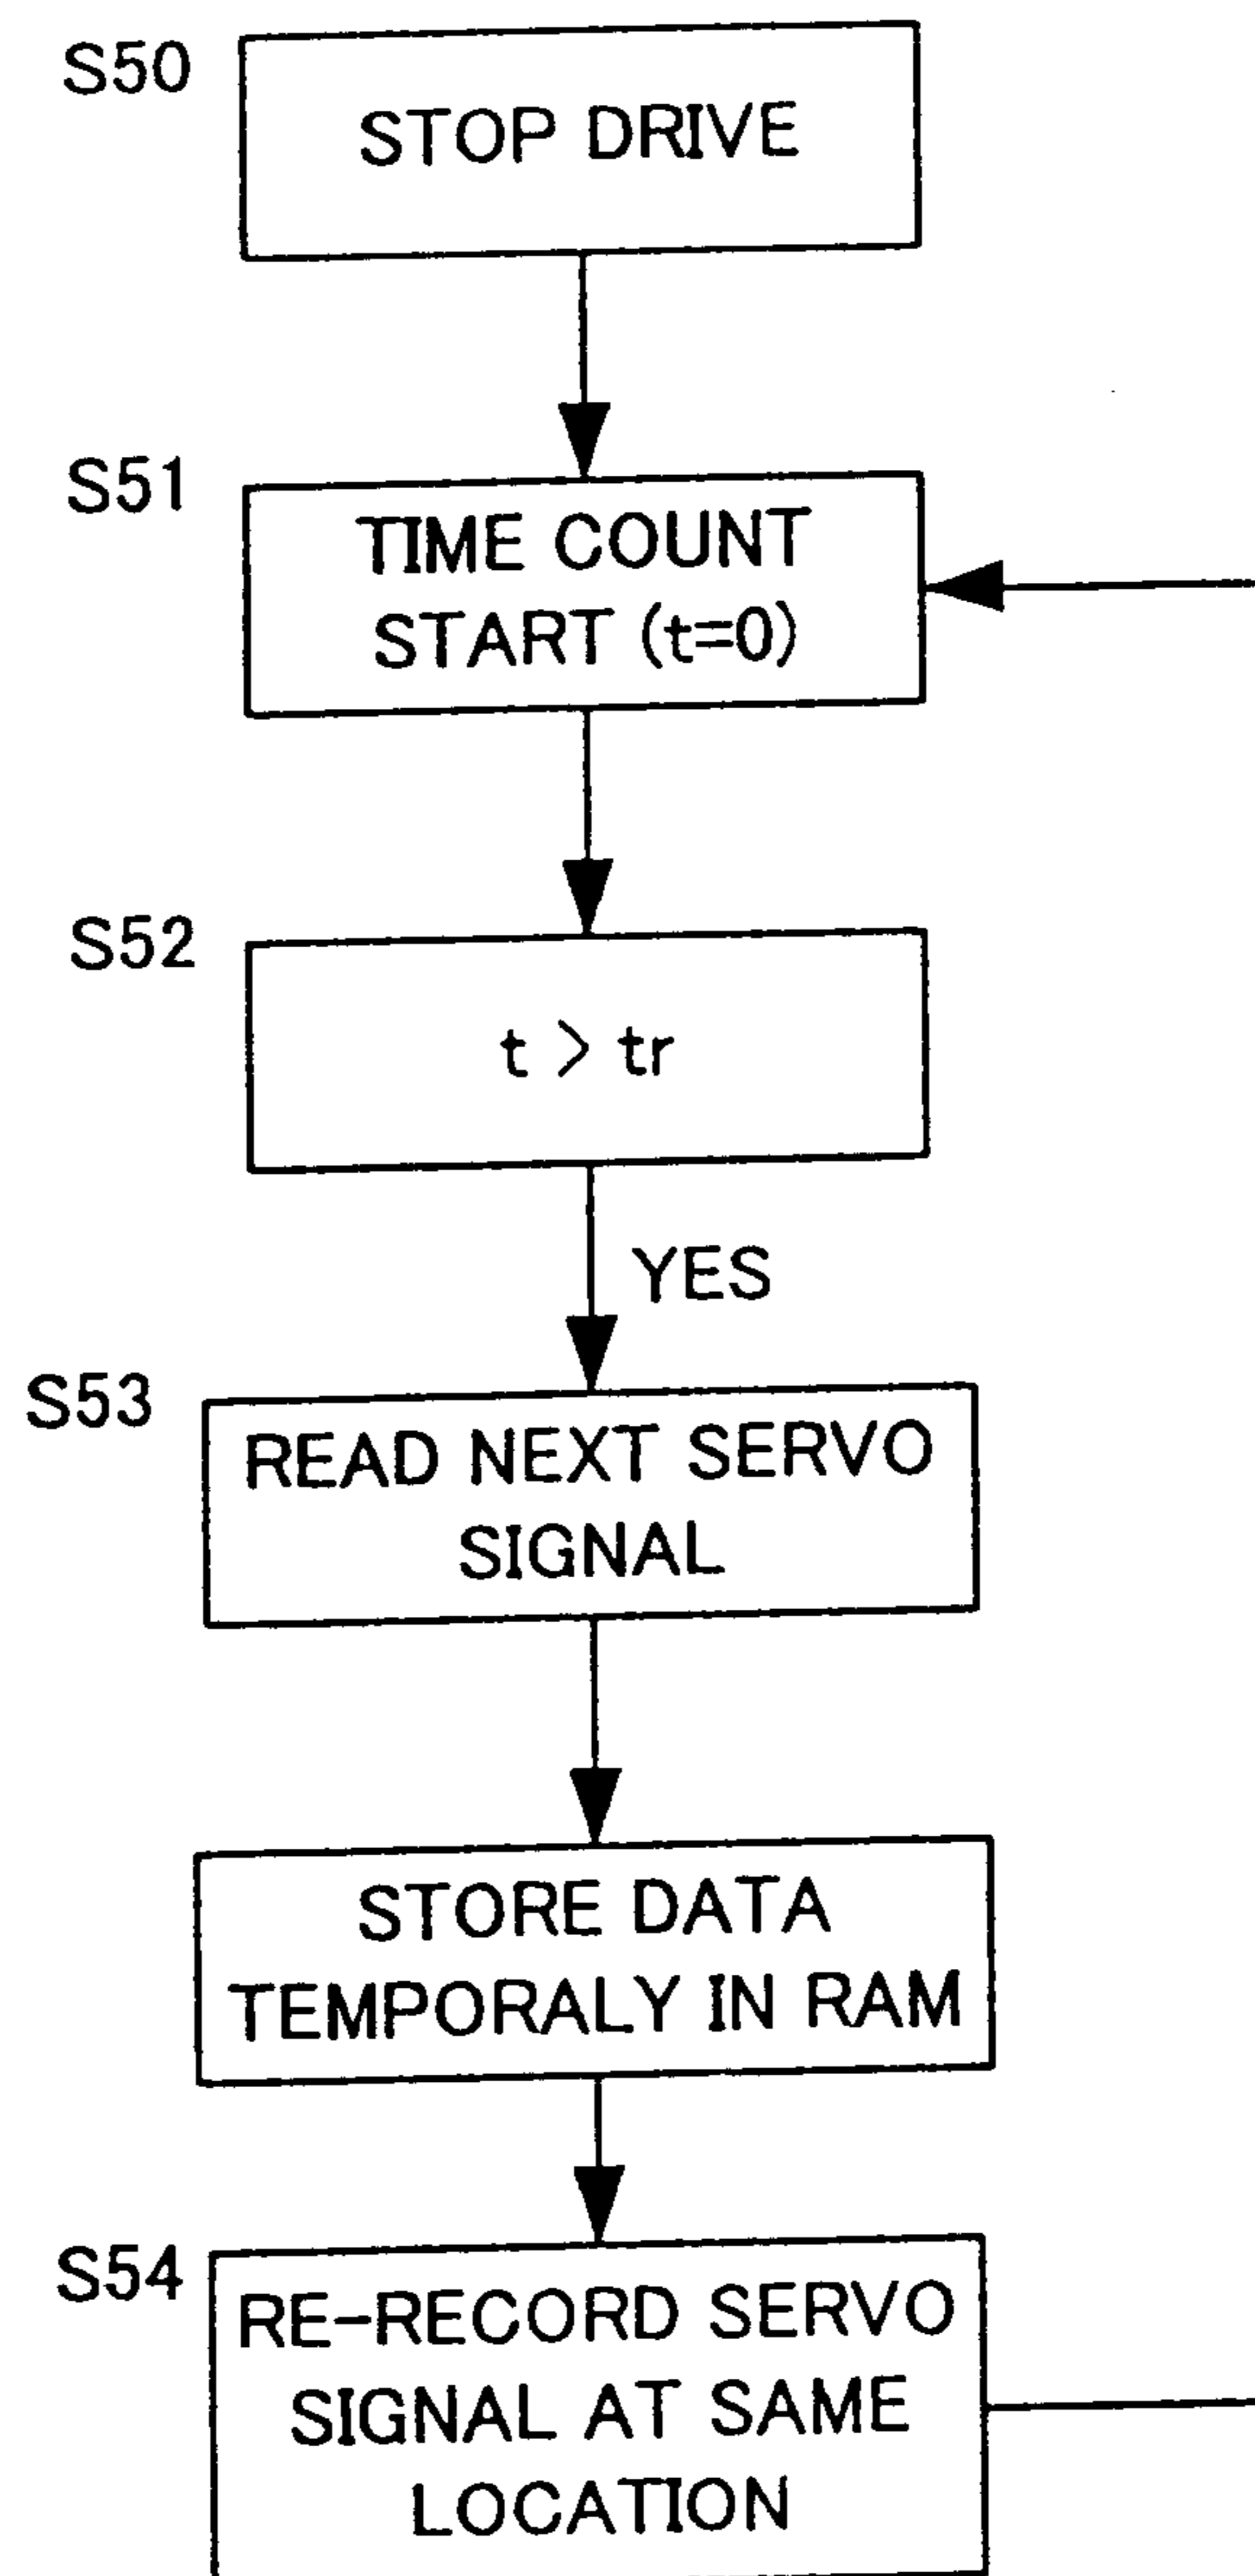 S50
STOP DRIVE
S51
TIME COUNT
START (t=0)
S52
t > tr
YES
S53
READ NEXT SERVO
SIGNAL
STORE DATA
TEMPORALY IN RAM
S54
RE-RECORD SERVO
SIGNAL AT SAME
LOCATION